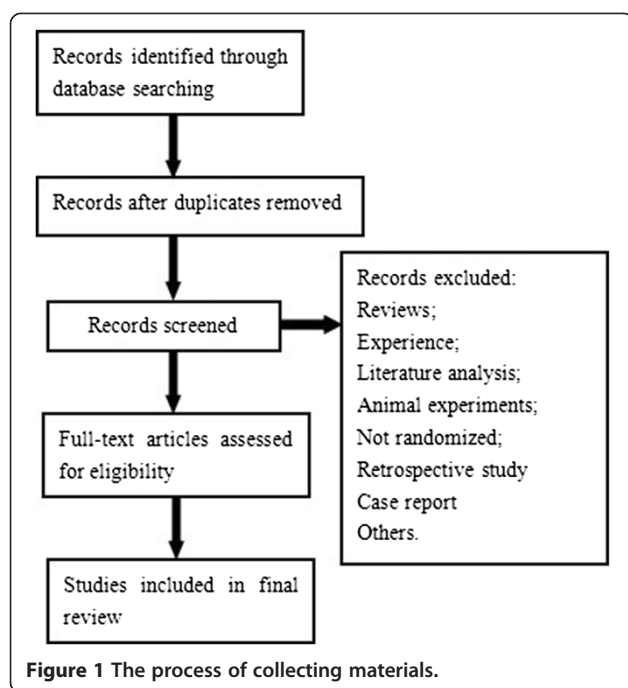 Records identified through
database searching
Records after duplicates removed
Records screened
Records excluded:
Reviews;
Experience;
Literature analysis;
Animal experiments;
Not randomized;
Retrospective study
Case report
Others.
Full-text articles assessed
for eligibility
Studies included in final
review
Figure 1 The process of collecting materials.